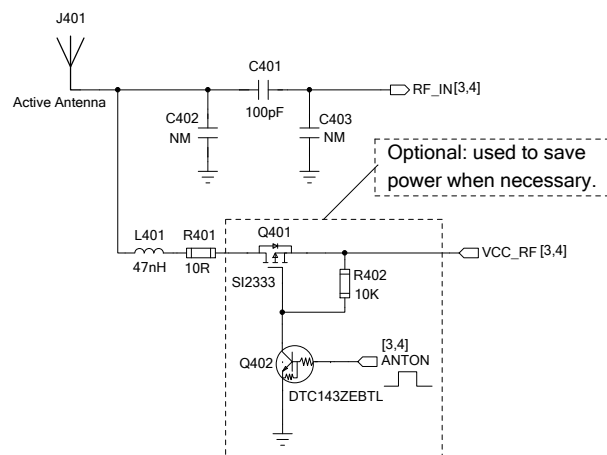 J401
Active Antenna
C401
100pF
RF_IN[3,4]
C402
NM
C403
NM
Optional: used to save
power when necessary.
L401
47nH
R401
10R
Q401
SI2333
VCC_RF[3,4]
R402
10K
[3,4]
ANTON
Q402
DTC143ZEBTL